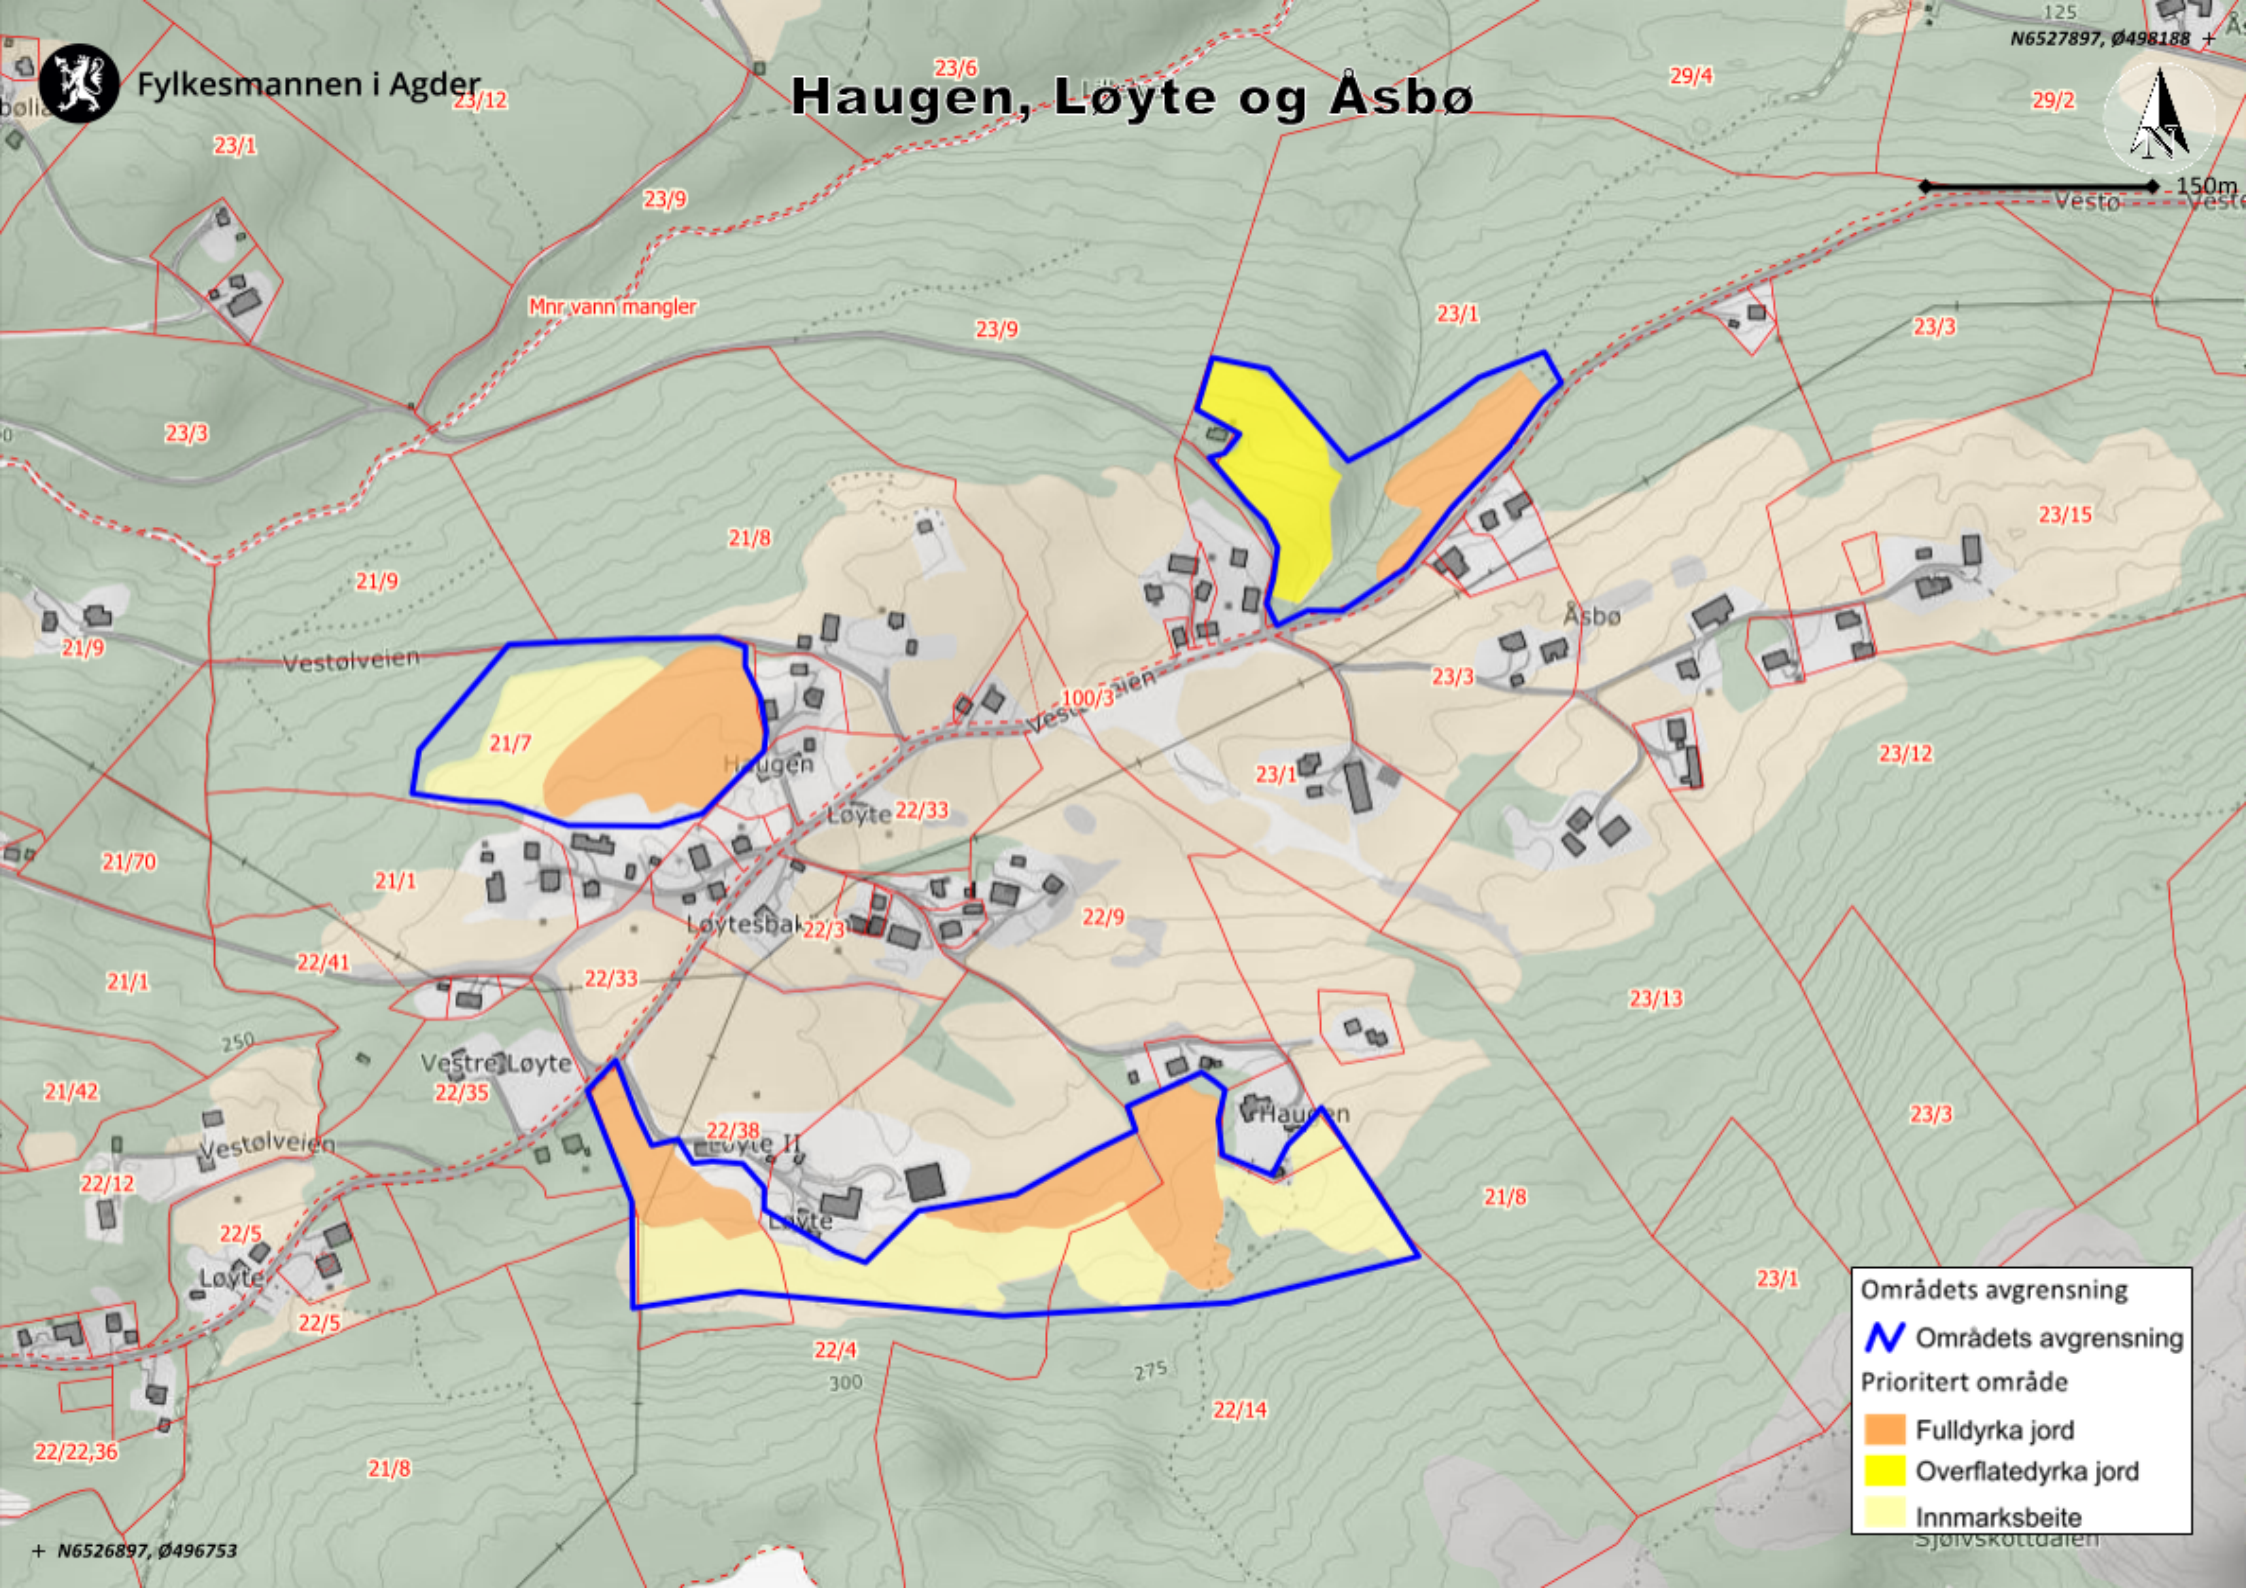 125
N6527897, Ø498188 +
Fylkesmannen i Agder
23/12
23/6
Haugen, Løyte og Åsbø
29/4
29/2
23/1
23/9
150m
Vestø
Mnr vann mangler
23/9
23/1
23/3
23/3
21/8
23/15
21/9
21/9
Vestølveien
Åsbø
23/3
100/3
21/7
Haugen
23/1
23/12
Løyte
22/33
21/70
21/1
22/3
22/9
22/41
22/33
21/1
23/13
250
Vestre Løyte
21/42
22/35
22/38
Løyte II
Haugen
23/3
Vestølveien
22/12
21/8
22/5
Løyte
Løyte
23/1
22/5
22/4
275
300
22/14
22/22,36
21/8
Områdets avgrensning
Områdets avgrensning
Prioritert område
Fulldyrka jord
Overflatedyrka jord
Innmarksbeite
Sjølvskottdalen
+ N6526897, Ø496753